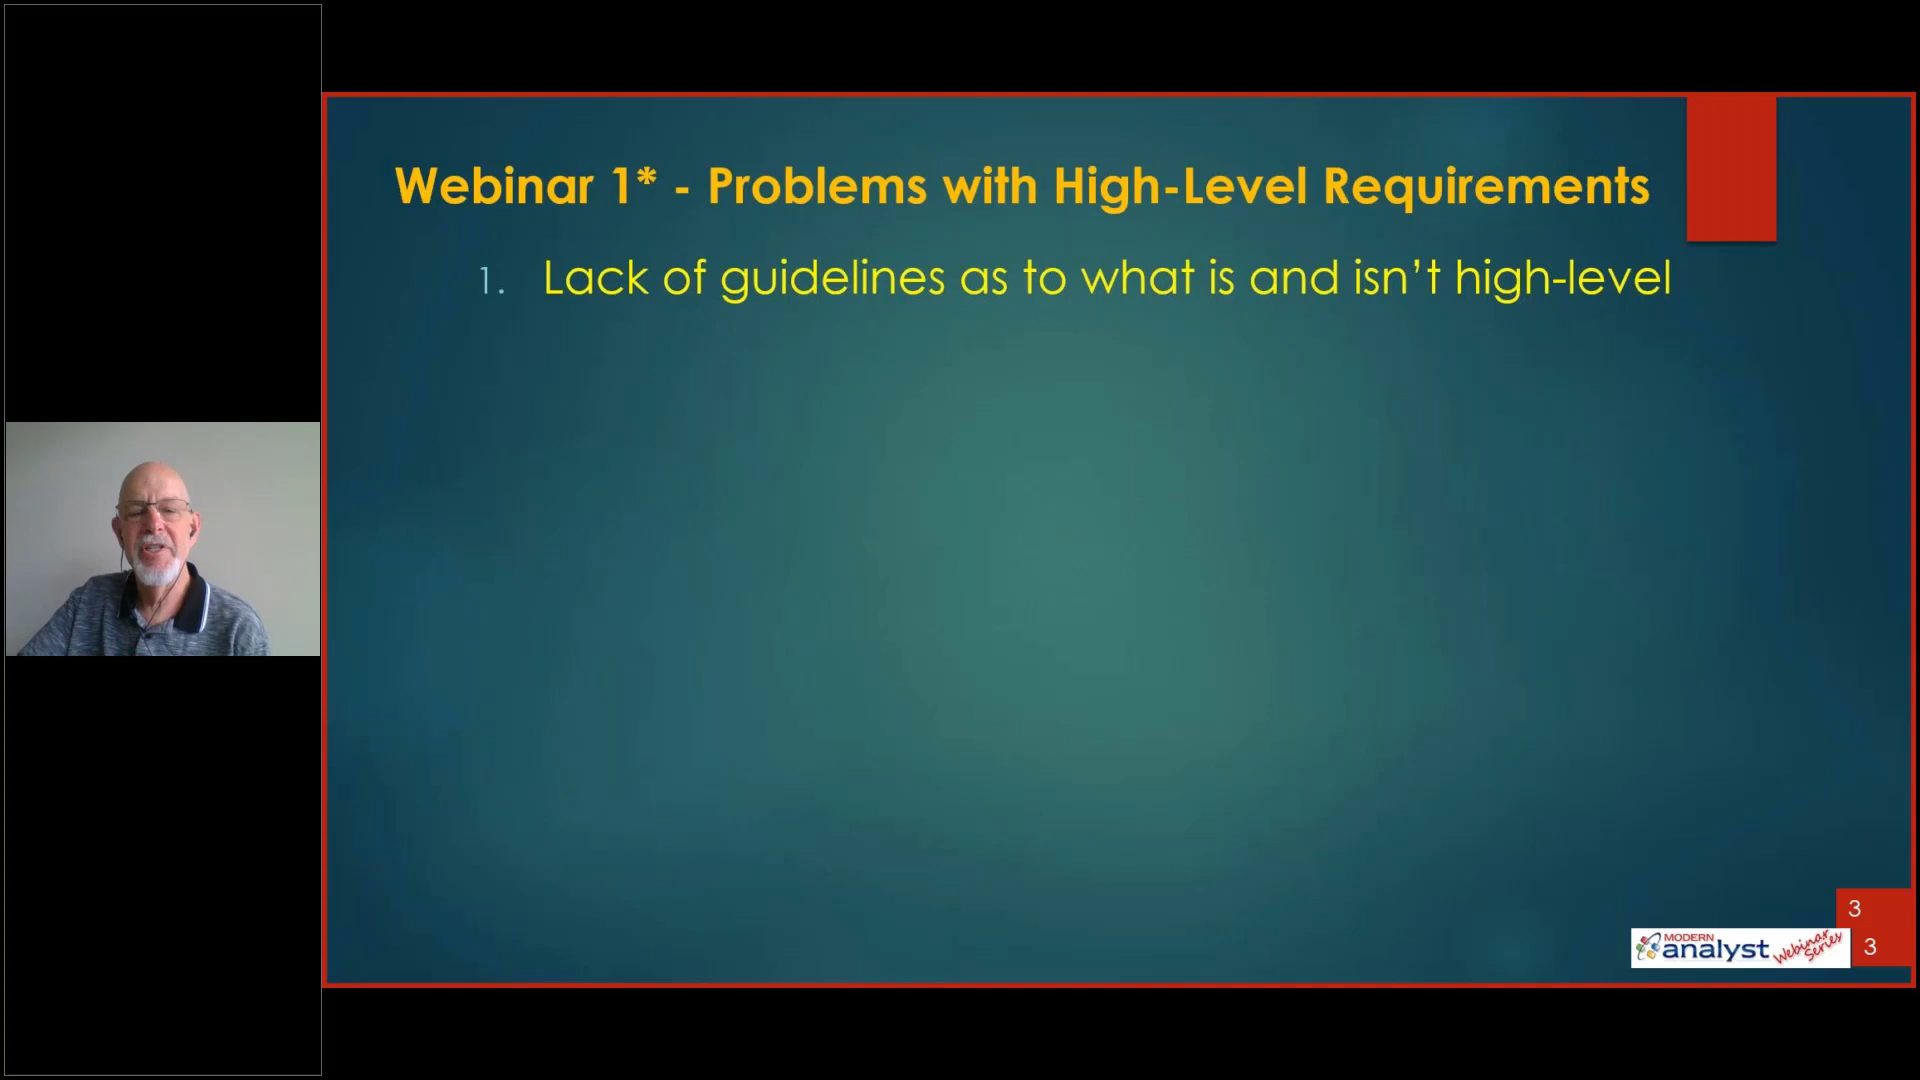 Webinar 1* - Problems with High-Level Requirements
1. Lack of guidelines as to what is and isn’t high-level
3
MODERN
analyst Webinar Series
3